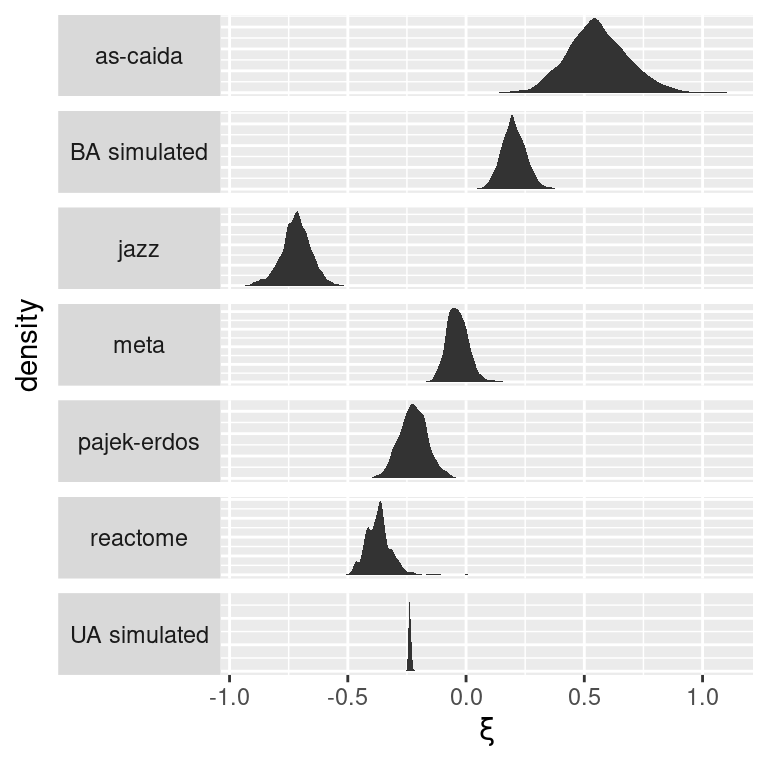 density
as-caida
BA simulated
jazz
meta
pajek-erdos
reactome
UA simulated
-1.0 -0.5 0.0 0.5 1.0
ξ